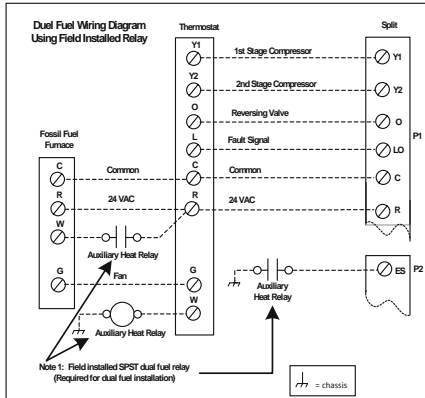 Duel Fuel Wiring Diagram
Using Field Installed Relay
Thermostat
Split
Y1
1st Stage Compressor
Y1
Y2
2nd Stage Compressor
Y2
O
Reversing Valve
O
P1
Fossil Fuel
Furnace
L
Fault Signal
LO
C
Common
C
Common
C
R
24 VAC
R
24 VAC
R
W
Auxiliary Heat Relay
G
Fan
G
ES
P2
Auxiliary
Heat Relay
W
Auxiliary Heat Relay
Note 1: Field installed SPST dual fuel relay
(Required for dual fuel installation)
= chassis